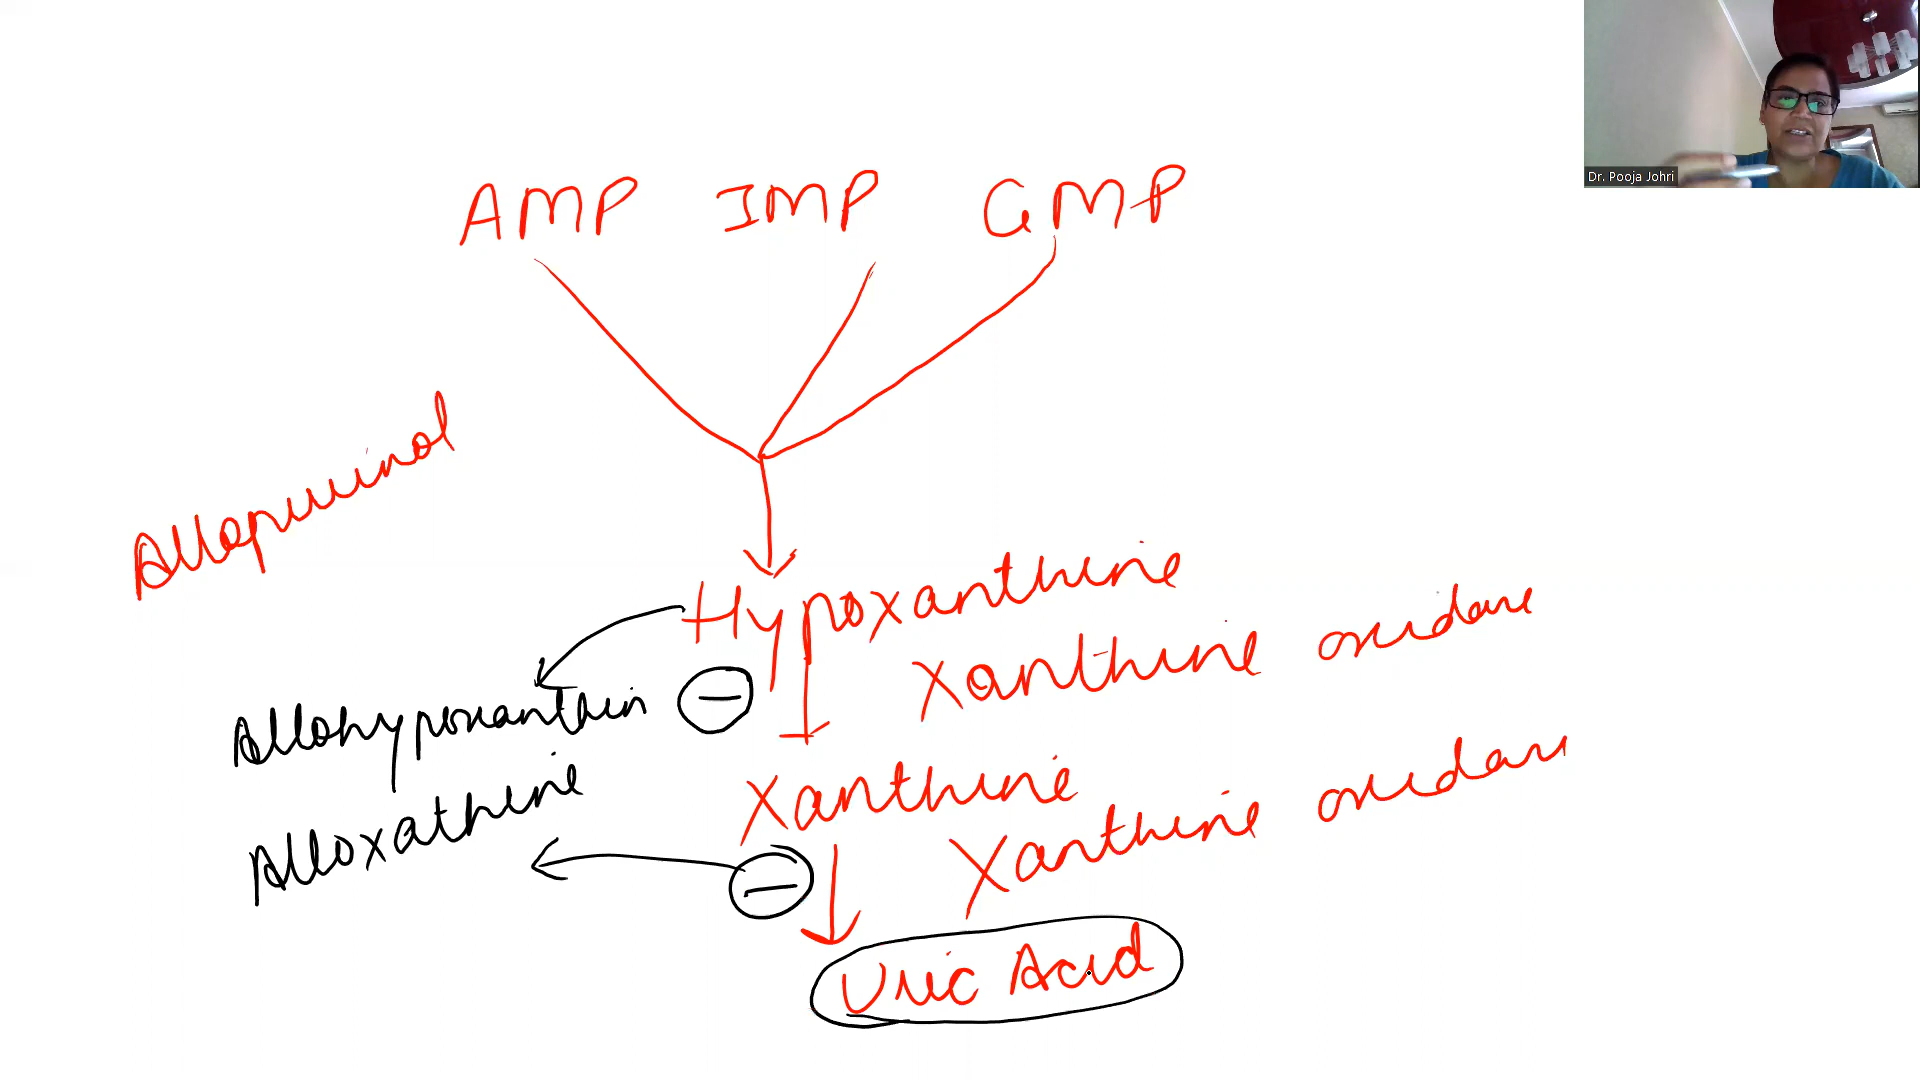 Dr. Pooja Johri
AMP IMP GMP
Allopurinol
Hypoxanthine
Xanthine oxidase
Allohypoxanthin
Xanthine
Xanthine oxidase
Alloxathine
Uric Acid